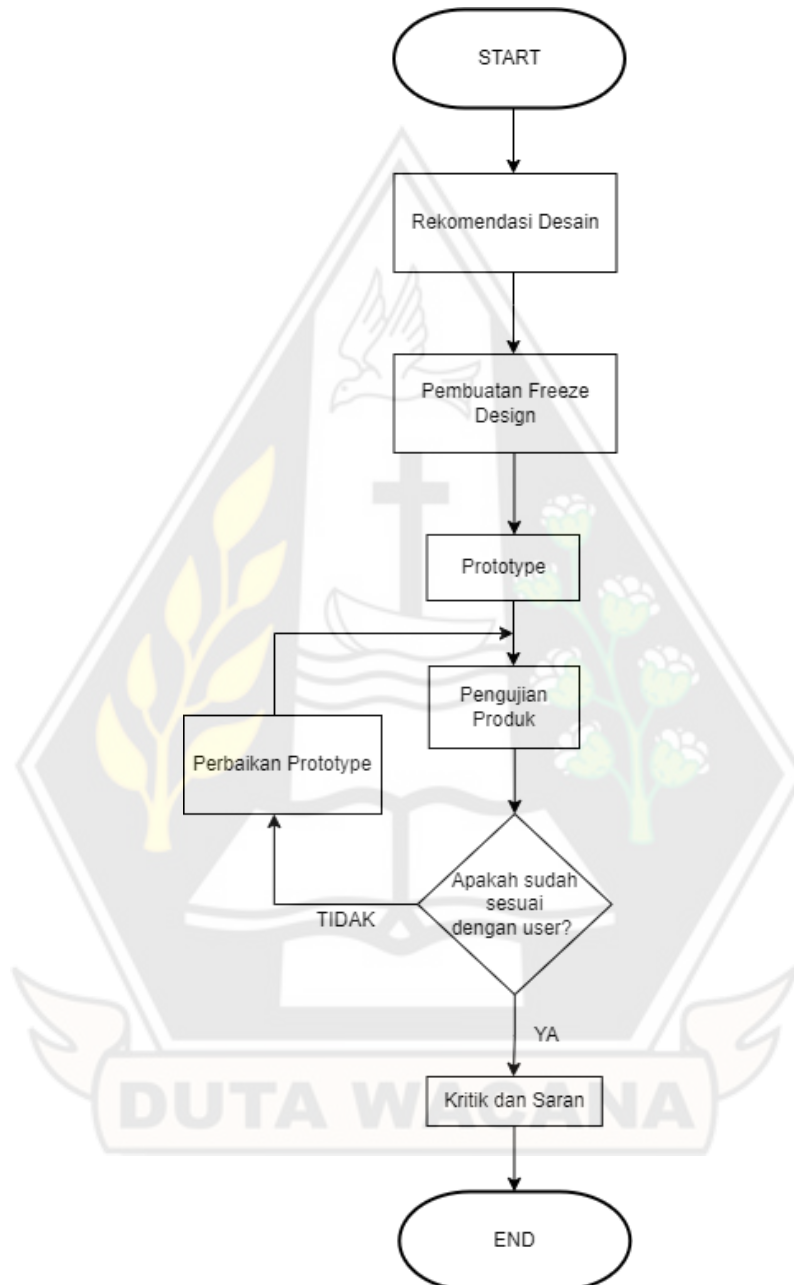 START
Rekomendasi Desain
Pembuatan Freeze
Design
Prototype
Pengujian
Produk
Perbaikan Prototype
Apakah sudah
sesuai
dengan user?
TIDAK
YA
Kritik dan Saran
DUTA WACANA
END